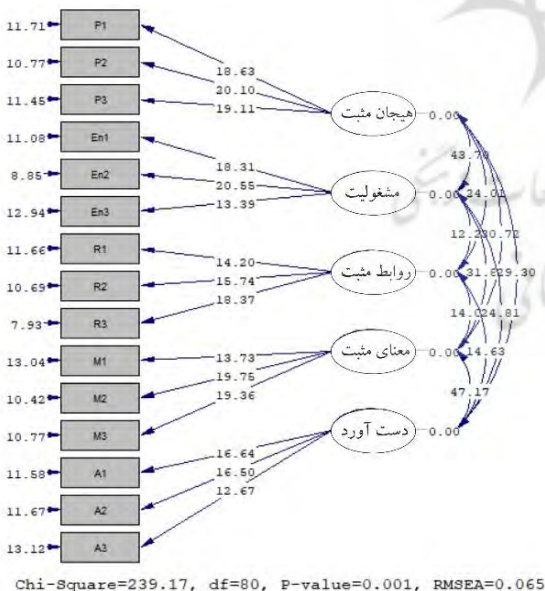 11.71 P1
10.77 P2
11.45 P3
11.08 En1
8.85 En2
12.94 En3
11.66 R1
10.69 R2
7.93 R3
13.04 M1
10.42 M2
10.77 M3
11.58 A1
11.67 A2
13.12 A3
18.63
20.10
19.11
18.31
20.55
13.39
14.20
15.74
18.37
13.73
19.75
19.36
16.64
16.50
12.67
هیجان مثبت 0.00
مشغولیت 0.00
روابط مثبت 0.00
معنای مثبت 0.00
دست آورد 0.00
43.70
24.01
30.72
29.30
24.81
14.63
47.17
Chi-Square=239.17, df=80, P-value=0.001, RMSEA=0.065